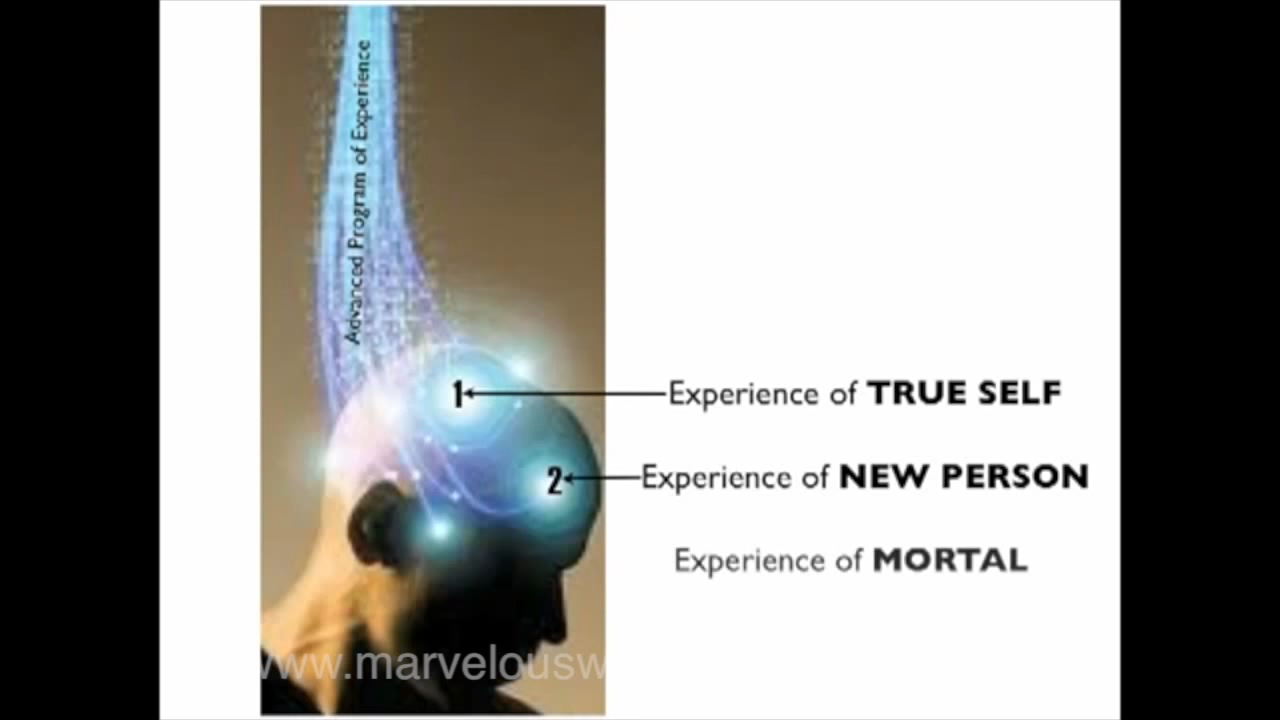 Advanced Program of Experience
1 Experience of TRUE SELF
2 Experience of NEW PERSON
Experience of MORTAL
www.marvelousw